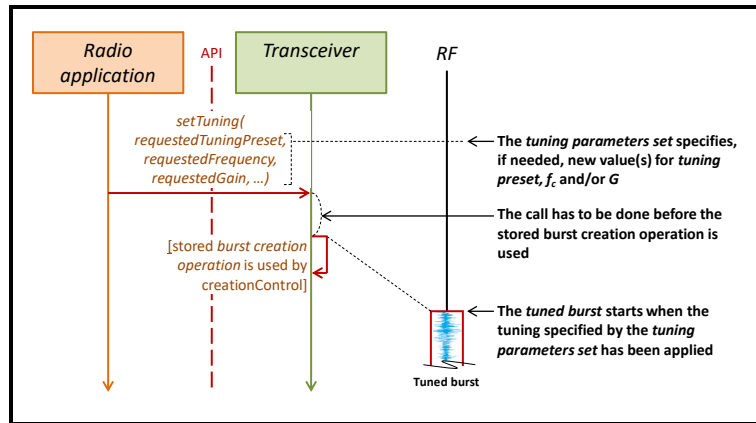 Radio
application
API
Transceiver
RF
setTuning(
requestedTuningPreset,
requestedFrequency,
requestedGain, ...)
The tuning parameters set specifies,
if needed, new value(s) for tuning
preset, fc and/or G
The call has to be done before the
stored burst creation operation is
used
[stored burst creation
operation is used by
creationControl]
The tuned burst starts when the
tuning specified by the tuning
parameters set has been applied
Tuned burst